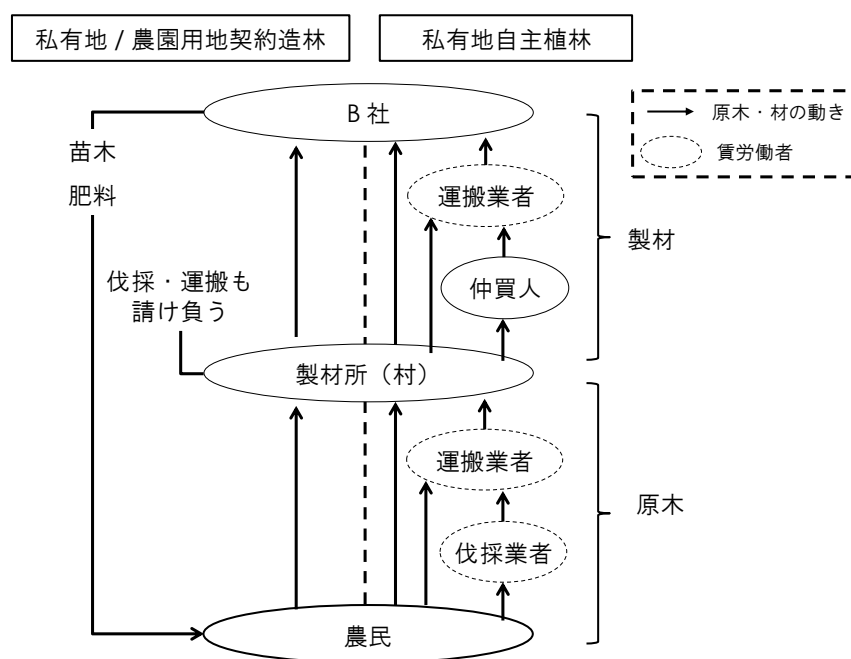 私有地 / 農園用地契約造林
私有地自主植林
B 社
原木・材の動き
賃労働者
苗木
肥料
運搬業者
製材
仲買人
伐採・運搬も
請け負う
製材所（村）
運搬業者
原木
伐採業者
農民